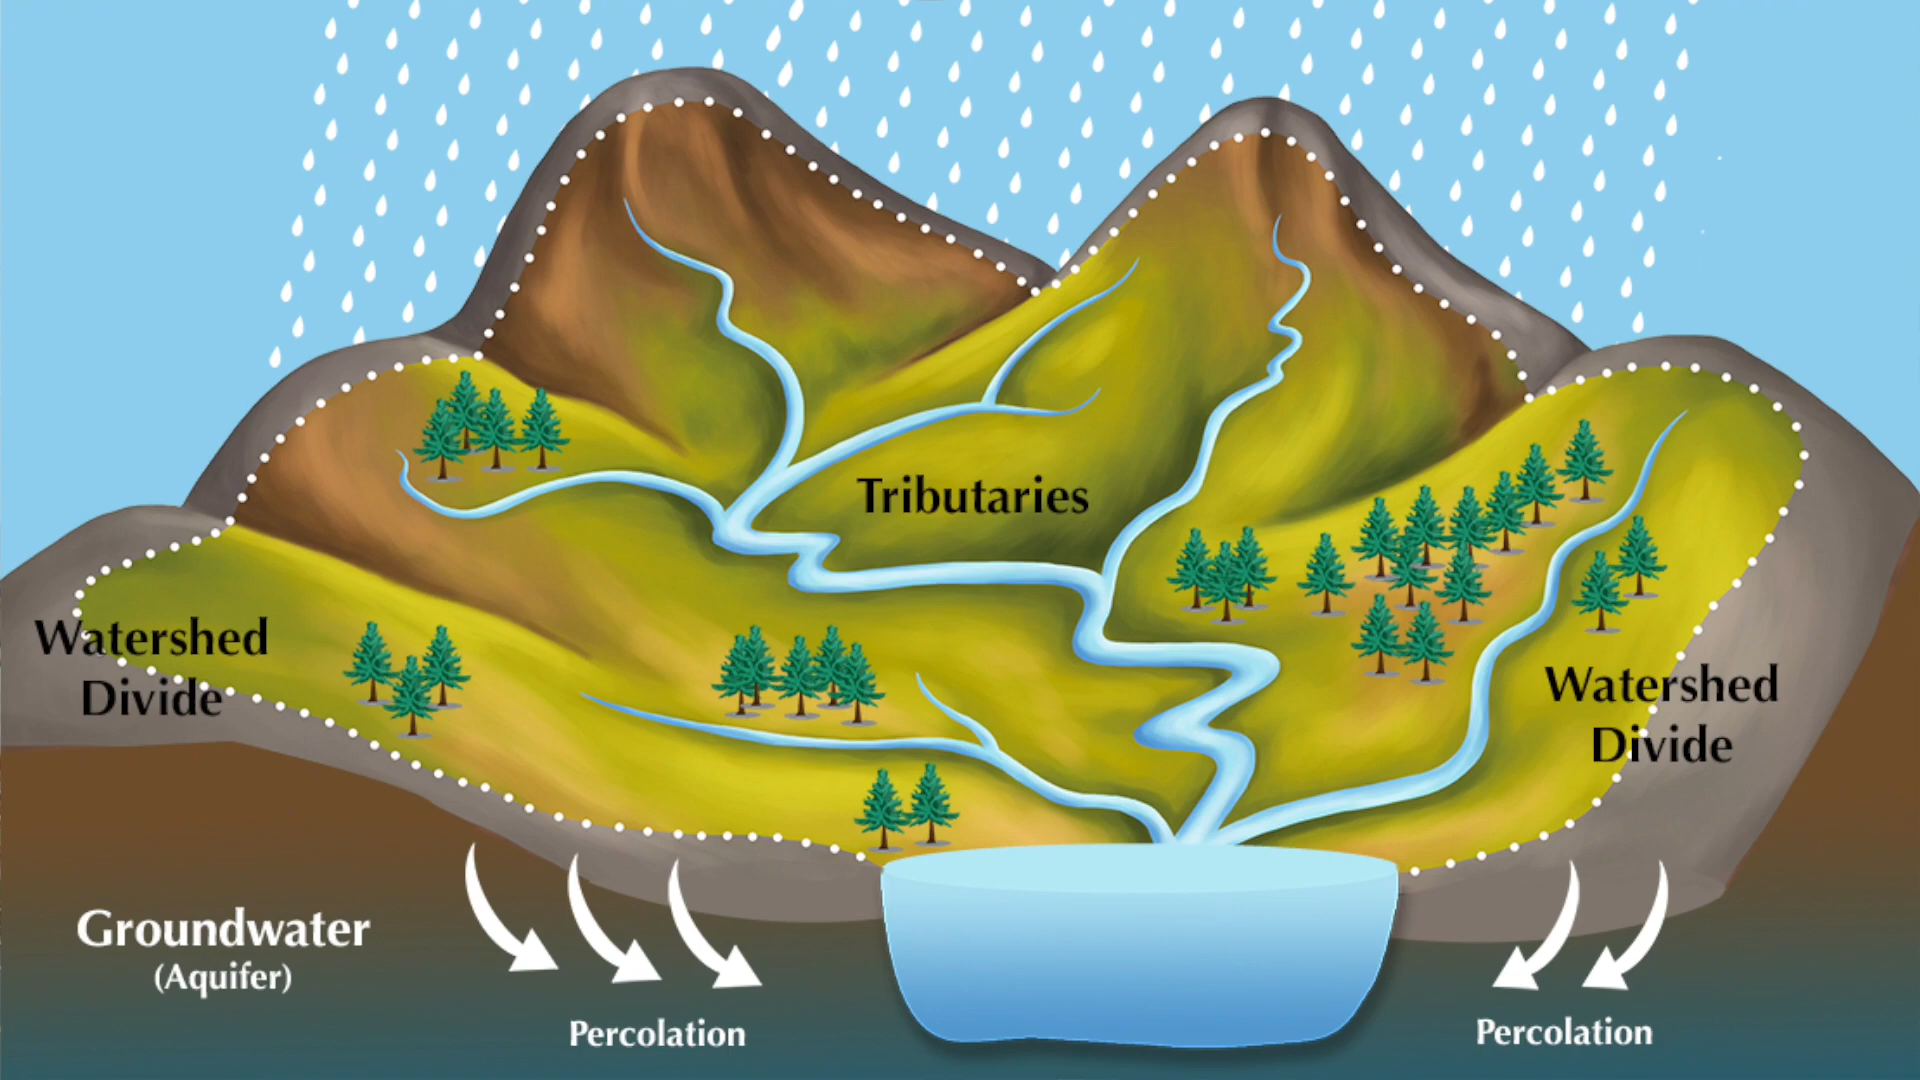 Tributaries
Watershed
Divide
Watershed
Divide
Groundwater
(Aquifer)
Percolation
Percolation